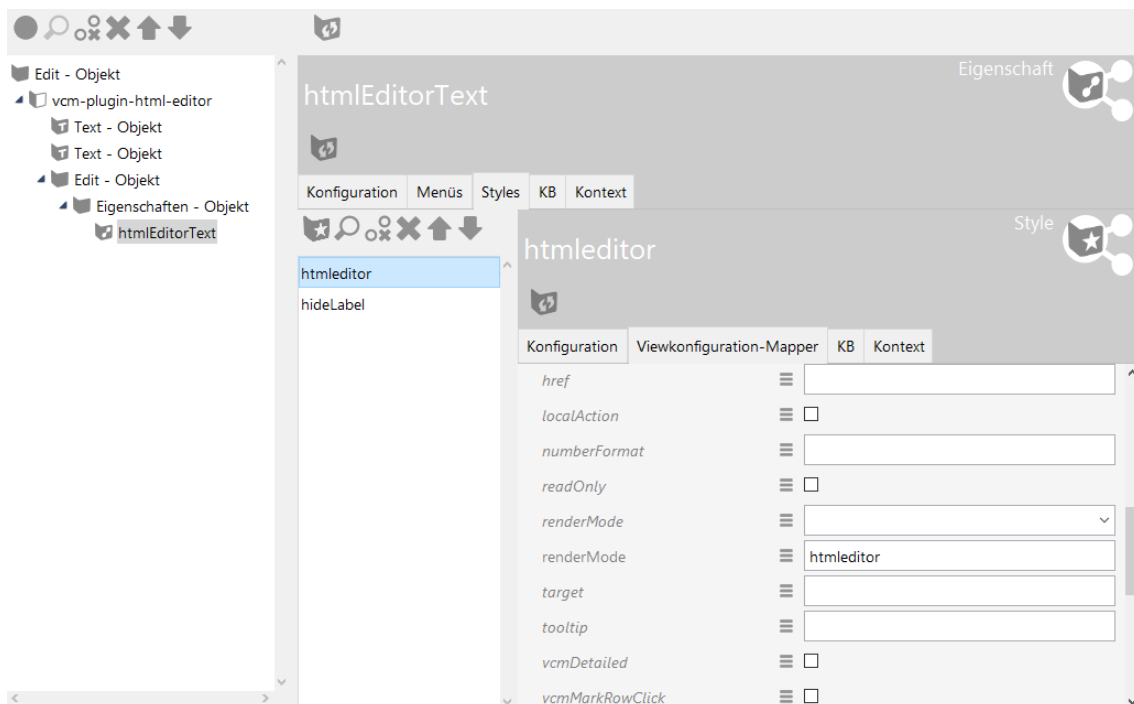 Edit - Objekt
vcm-plugin-html-editor
Text - Objekt
Text - Objekt
Edit - Objekt
Eigenschaften - Objekt
htmlEditorText
Eigenschaft
htmlEditorText
Konfiguration Menüs Styles KB Kontext
htmleditor
hideLabel
Style
htmleditor
Konfiguration Viewkonfiguration-Mapper KB Kontext
href
localAction
numberFormat
readOnly
renderMode
renderMode htmleditor
target
tooltip
vcmDetailed
vcmMarkRowClick